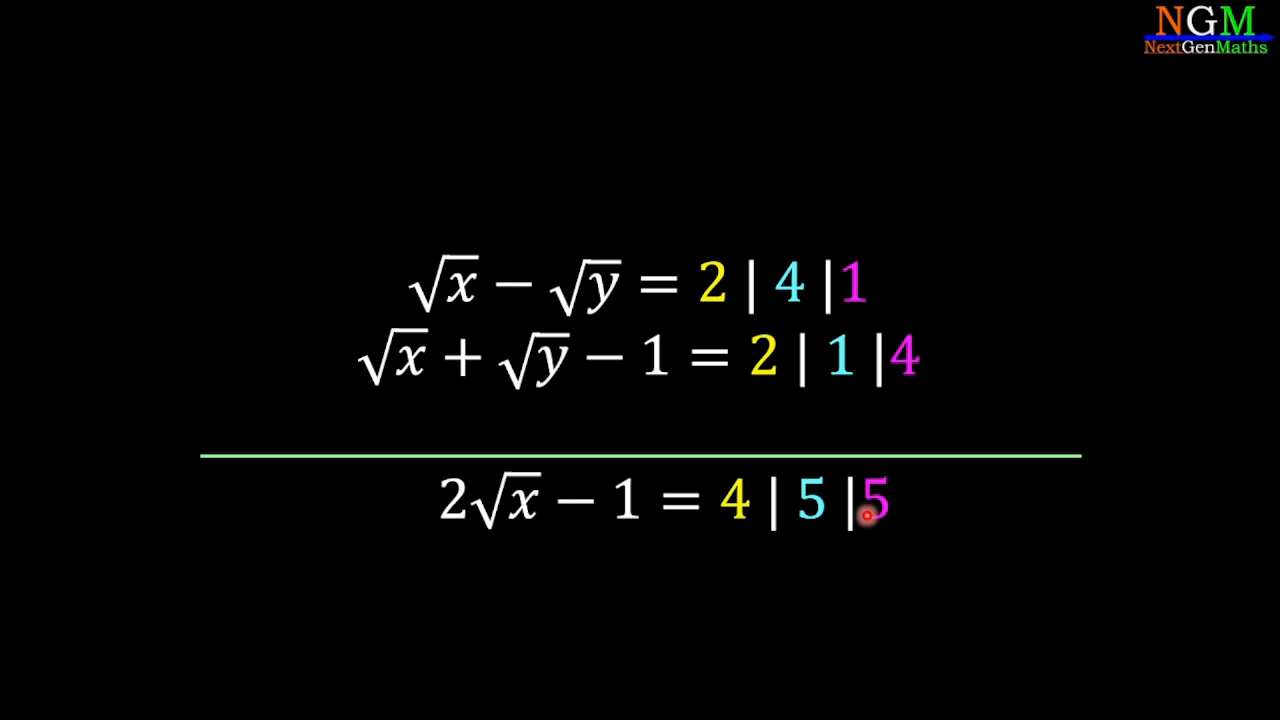 NGM
NextGenMaths
√x − √y = 2 | 4 |1
√x + √y − 1 = 2 | 1 |4
2√x − 1 = 4 | 5 |5